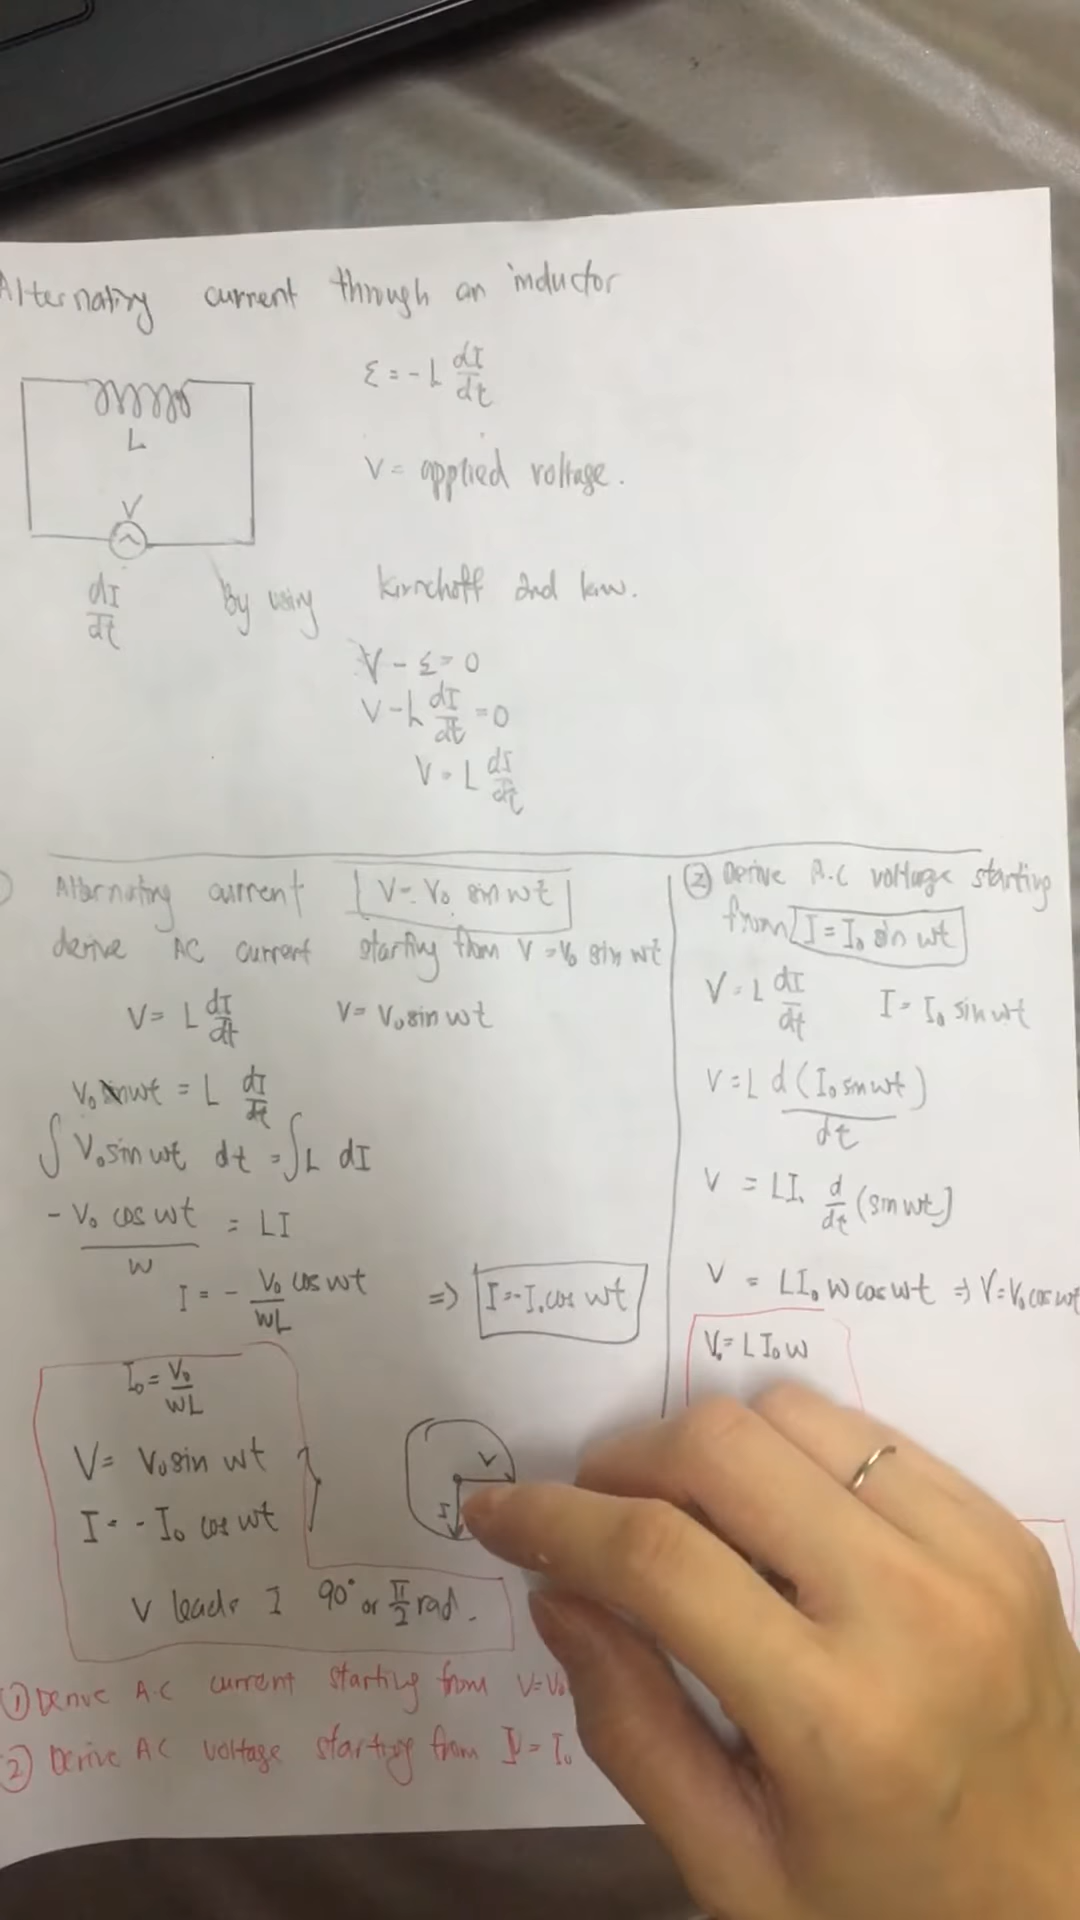 Alternating current through an inductor
ε = -L dI/dt
L
V = applied voltage.
V
dI/dt
By using Kirrchoff 2nd law.
V - ε = 0
V - L dI/dt = 0
V = L dI/dt
Alternating current V = V₀ sin wt
derive AC current starting from V = V₀ sin wt
V = L dI/dt V = V₀ sin wt
V₀ sin wt = L dI/dt
∫ V₀ sin wt dt = ∫ L dI
- V₀ cos wt / w = LI
I = - V₀ cos wt / wL => I = -I₀ cos wt
I₀ = V₀/wL
V = V₀ sin wt
I = - I₀ cos wt
V
I
V leads I 90° or π/2 rad.
② Derive A.C voltage starting
from I = I₀ sin wt
V = L dI/dt I = I₀ sin wt
V = L d(I₀ sin wt)/dt
V = LI₀ d/dt (sin wt)
V = LI₀ w cos wt => V = V₀ cos wt
V₀ = L I₀ w
① Derive A.C current starting from V = V₀
② Derive AC voltage starting from I = I₀